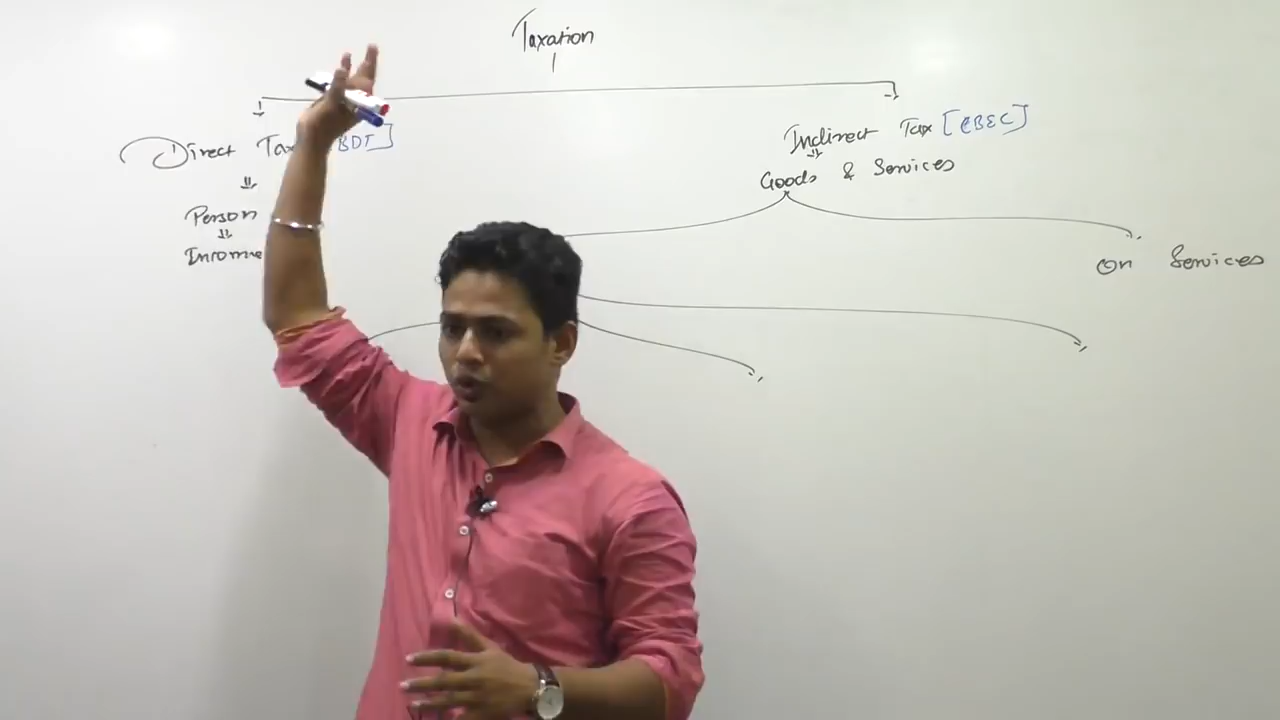 Taxation
Direct Tax BDT]
Indirect Tax [CBEC]
Person
Goods & Services
Income
On Services